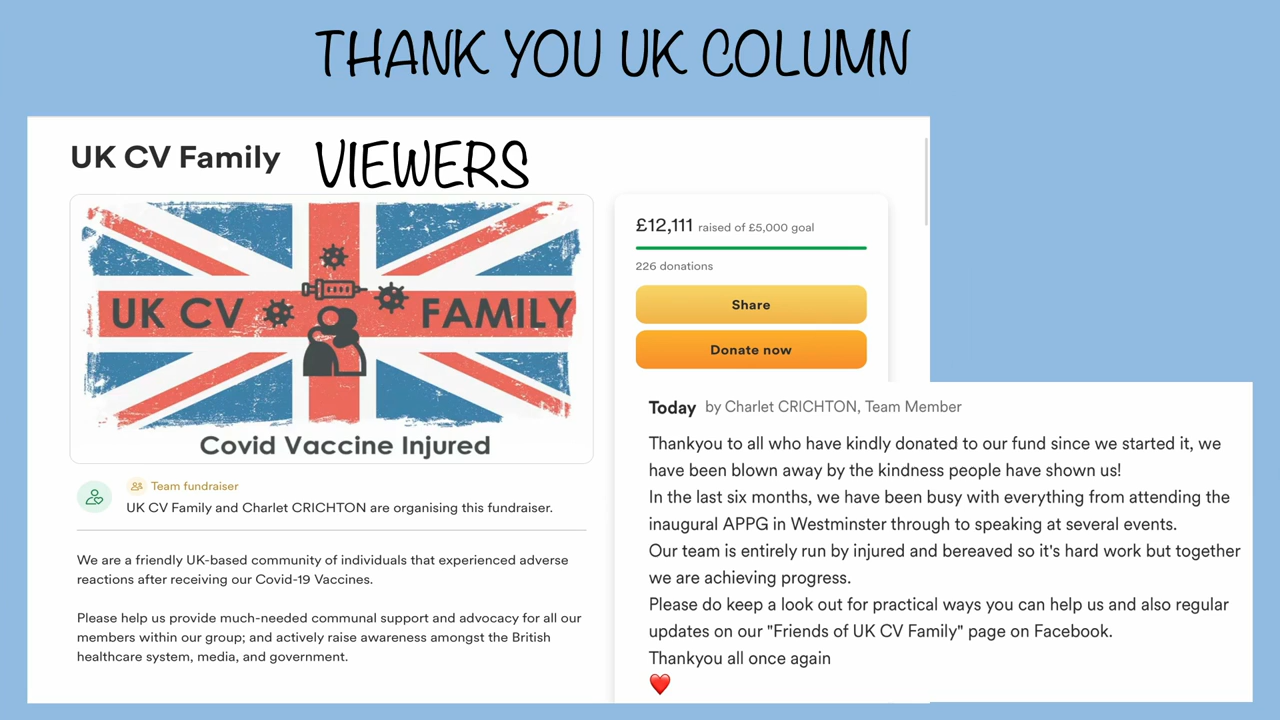 THANK YOU UK COLUMN
VIEWERS
UK CV Family
UK CV FAMILY
Covid Vaccine Injured
Team fundraiser
UK CV Family and Charlet CRICHTON are organising this fundraiser.
We are a friendly UK-based community of individuals that experienced adverse
reactions after receiving our Covid-19 Vaccines.
Please help us provide much-needed communal support and advocacy for all our
members within our group; and actively raise awareness amongst the British
healthcare system, media, and government.
£12,111 raised of £5,000 goal
226 donations
Share
Donate now
Today by Charlet CRICHTON, Team Member
Thankyou to all who have kindly donated to our fund since we started it, we
have been blown away by the kindness people have shown us!
In the last six months, we have been busy with everything from attending the
inaugural APPG in Westminster through to speaking at several events.
Our team is entirely run by injured and bereaved so it's hard work but together
we are achieving progress.
Please do keep a look out for practical ways you can help us and also regular
updates on our "Friends of UK CV Family" page on Facebook.
Thankyou all once again
❤️